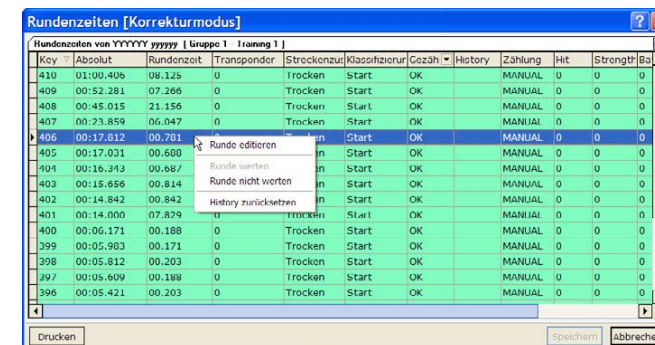 Rundenzeiten [Korrekturmodus]
Rundenzeiten von YYYYYY yyyyyy [ Gruppe 1 - Training 1 ]
Key Absolut Rundenzeit Transponder Streckenzus Klassifizierun Gezäh History Zählung Hit Strength Ba
410 01:00.406 08.125 0 Trocken Start OK MANUAL 0 0 0
409 00:52.281 07.266 0 Trocken Start OK MANUAL 0 0 0
408 00:45.015 21.156 0 Trocken Start OK MANUAL 0 0 0
407 00:23.859 06.047 0 Trocken Start OK MANUAL 0 0 0
406 00:17.812 00.781 Start OK MANUAL 0 0 0
Runde editieren
405 00:17.031 00.688 en Start OK MANUAL 0 0 0
404 00:16.343 00.687 Runde werten en Start OK MANUAL 0 0 0
403 00:15.656 00.814 Runde nicht werten en Start OK MANUAL 0 0 0
402 00:14.842 00.842 en Start OK MANUAL 0 0 0
History zurücksetzen
401 00:14.000 07.829 0 Trocken Start OK MANUAL 0 0 0
400 00:06.171 00.188 0 Trocken Start OK MANUAL 0 0 0
399 00:05.983 00.171 0 Trocken Start OK MANUAL 0 0 0
398 00:05.812 00.203 0 Trocken Start OK MANUAL 0 0 0
397 00:05.609 00.188 0 Trocken Start OK MANUAL 0 0 0
396 00:05.421 00.203 0 Trocken Start OK MANUAL 0 0 0
Drucken Speichern Abbreche